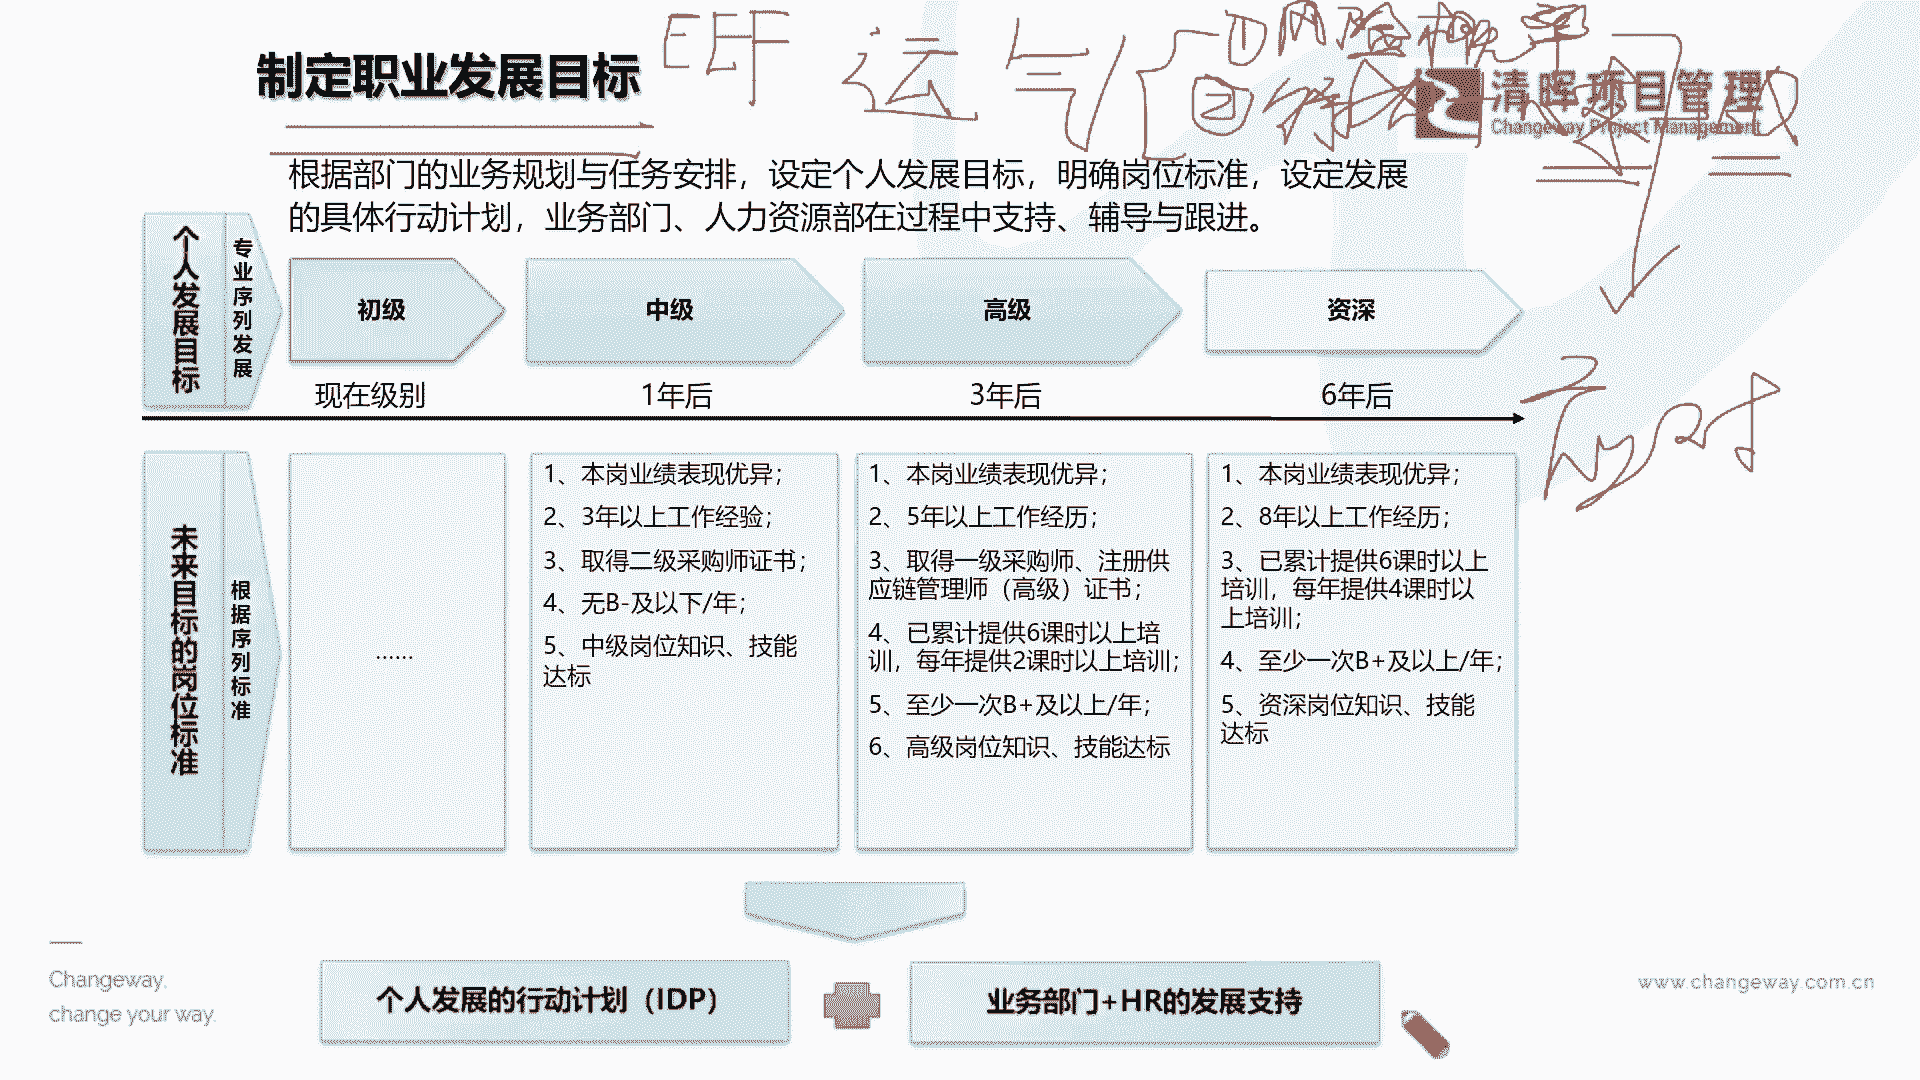 制定职业发展目标
EEF 运气
①风险概率
②
清晖项目管理
Changeway Project Management
根据部门的业务规划与任务安排，设定个人发展目标，明确岗位标准，设定发展
的具体行动计划，业务部门、人力资源部在过程中支持、辅导与跟进。
个人发展目标
专业序列发展
初级
中级
高级
资深
现在级别
1年后
3年后
6年后
应对
未来目标的岗位标准
根据序列标准
……
1、本岗业绩表现优异；
2、3年以上工作经验；
3、取得二级采购师证书；
4、无B-及以下/年；
5、中级岗位知识、技能
达标
1、本岗业绩表现优异；
2、5年以上工作经历；
3、取得一级采购师、注册供
应链管理师（高级）证书；
4、已累计提供6课时以上培
训，每年提供2课时以上培训；
5、至少一次B+及以上/年；
6、高级岗位知识、技能达标
1、本岗业绩表现优异；
2、8年以上工作经历；
3、已累计提供6课时以上
培训，每年提供4课时以
上培训；
4、至少一次B+及以上/年；
5、资深岗位知识、技能
达标
个人发展的行动计划（IDP）
业务部门+HR的发展支持
Changeway.
change your way.
www.changeway.com.cn